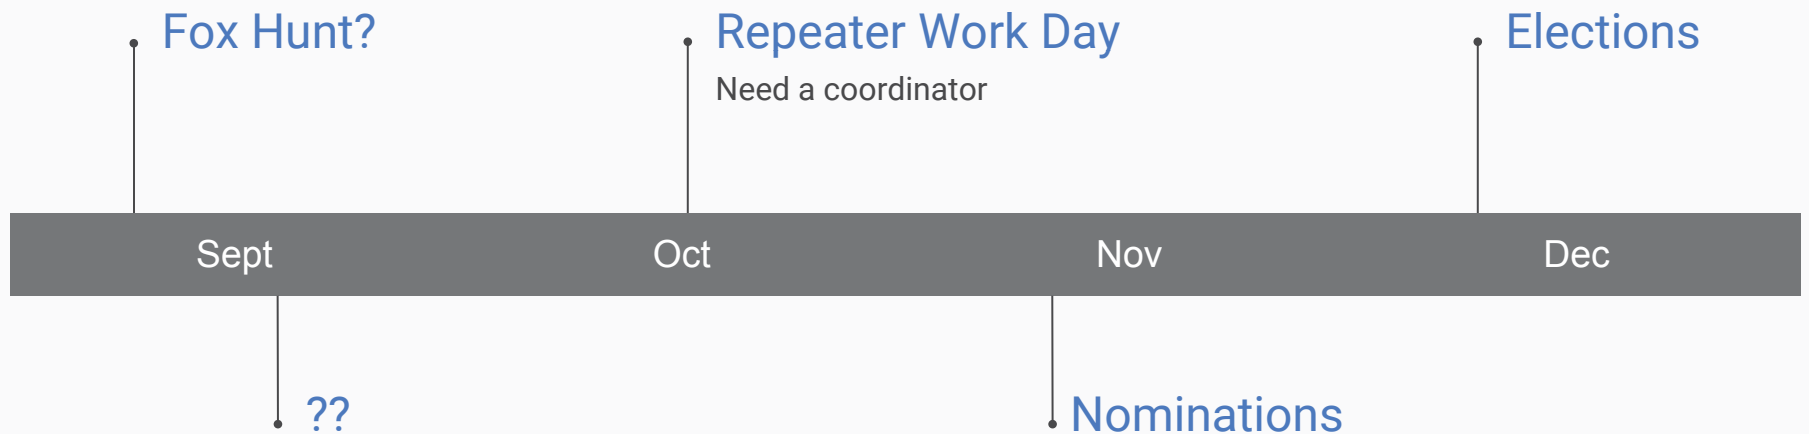 Fox Hunt?
Repeater Work Day
Need a coordinator
Elections
Sept
Oct
Nov
Dec
??
Nominations